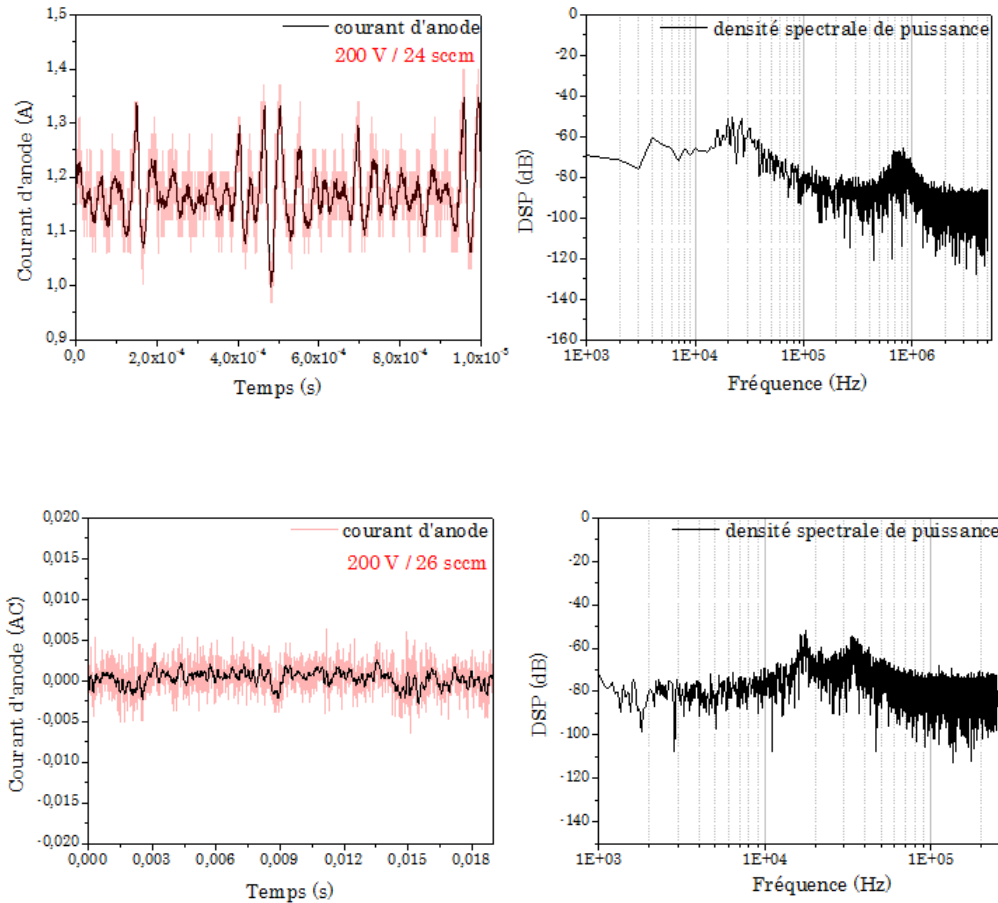 1,5
1,4
1,3
1,2
1,1
1,0
0,9
Courant d'anode (A)
courant d'anode
200 V / 24 sccm
0,0
2,0x10⁻⁴
4,0x10⁻⁴
6,0x10⁻⁴
8,0x10⁻⁴
1,0x10⁻⁵
Temps (s)
0
-20
-40
-60
-80
-100
-120
-140
-160
DSP (dB)
densité spectrale de puissance
1E+03
1E+04
1E+05
1E+06
Fréquence (Hz)
0,020
0,015
0,010
0,005
0,000
-0,005
-0,010
-0,015
-0,020
Courant d'anode (AC)
courant d'anode
200 V / 26 sccm
0,000
0,003
0,006
0,009
0,012
0,015
0,018
Temps (s)
0
-20
-40
-60
-80
-100
-120
-140
DSP (dB)
densité spectrale de puissance
1E+03
1E+04
1E+05
Fréquence (Hz)